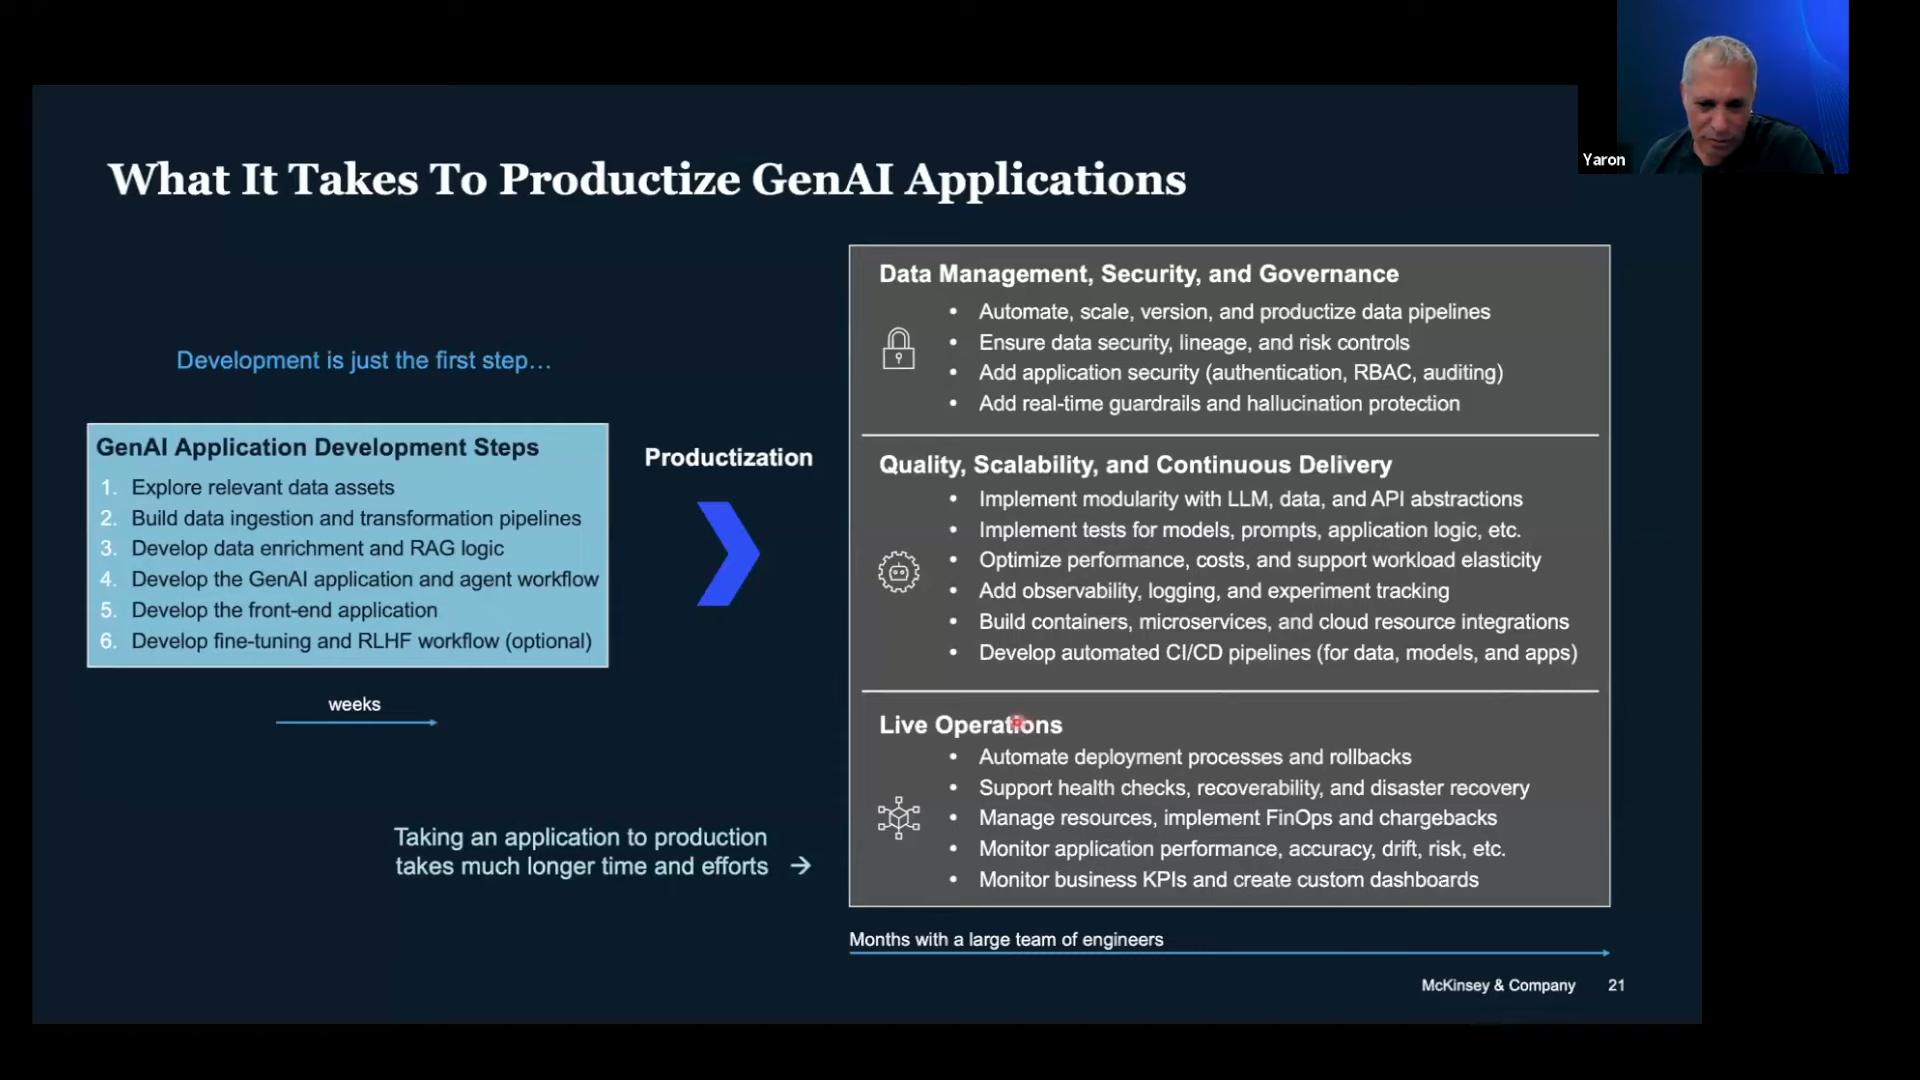 Yaron
What It Takes To Productize GenAI Applications
Development is just the first step…
GenAI Application Development Steps
1. Explore relevant data assets
2. Build data ingestion and transformation pipelines
3. Develop data enrichment and RAG logic
4. Develop the GenAI application and agent workflow
5. Develop the front-end application
6. Develop fine-tuning and RLHF workflow (optional)
weeks
Productization
Taking an application to production
takes much longer time and efforts →
Data Management, Security, and Governance
• Automate, scale, version, and productize data pipelines
• Ensure data security, lineage, and risk controls
• Add application security (authentication, RBAC, auditing)
• Add real-time guardrails and hallucination protection
Quality, Scalability, and Continuous Delivery
• Implement modularity with LLM, data, and API abstractions
• Implement tests for models, prompts, application logic, etc.
• Optimize performance, costs, and support workload elasticity
• Add observability, logging, and experiment tracking
• Build containers, microservices, and cloud resource integrations
• Develop automated CI/CD pipelines (for data, models, and apps)
Live Operations
• Automate deployment processes and rollbacks
• Support health checks, recoverability, and disaster recovery
• Manage resources, implement FinOps and chargebacks
• Monitor application performance, accuracy, drift, risk, etc.
• Monitor business KPIs and create custom dashboards
Months with a large team of engineers
McKinsey & Company 21